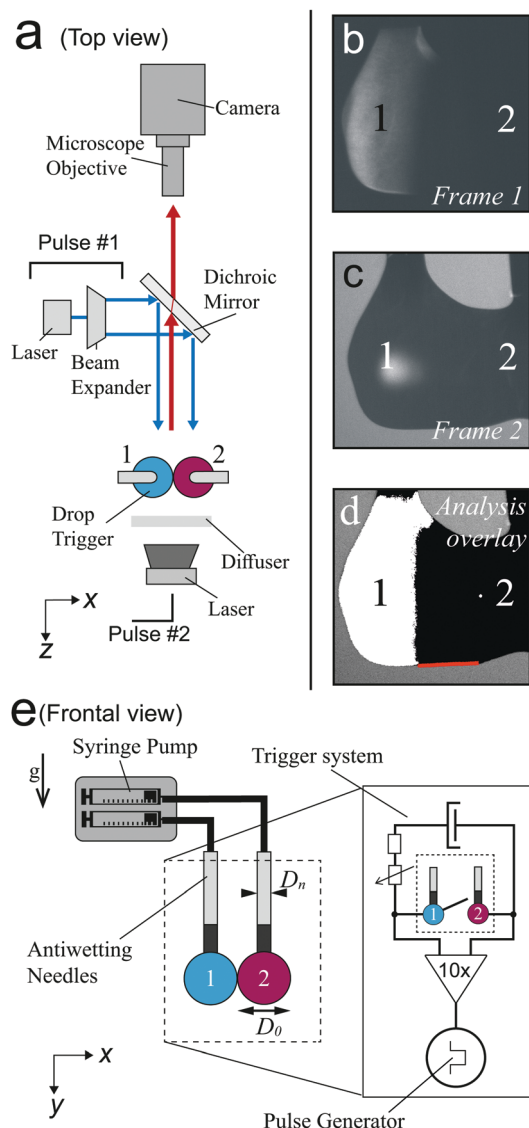 a (Top view)
Camera
Microscope
Objective
Pulse #1
Dichroic
Mirror
Laser
Beam
Expander
1
2
Drop
Trigger
Diffuser
Laser
Pulse #2
x
z
b
1
2
Frame 1
c
1
2
Frame 2
d
Analysis
overlay
1
2
e (Frontal view)
Syringe Pump
g
Trigger system
Dn
Antiwetting
Needles
1
2
D0
x
y
1
2
10x
Pulse Generator